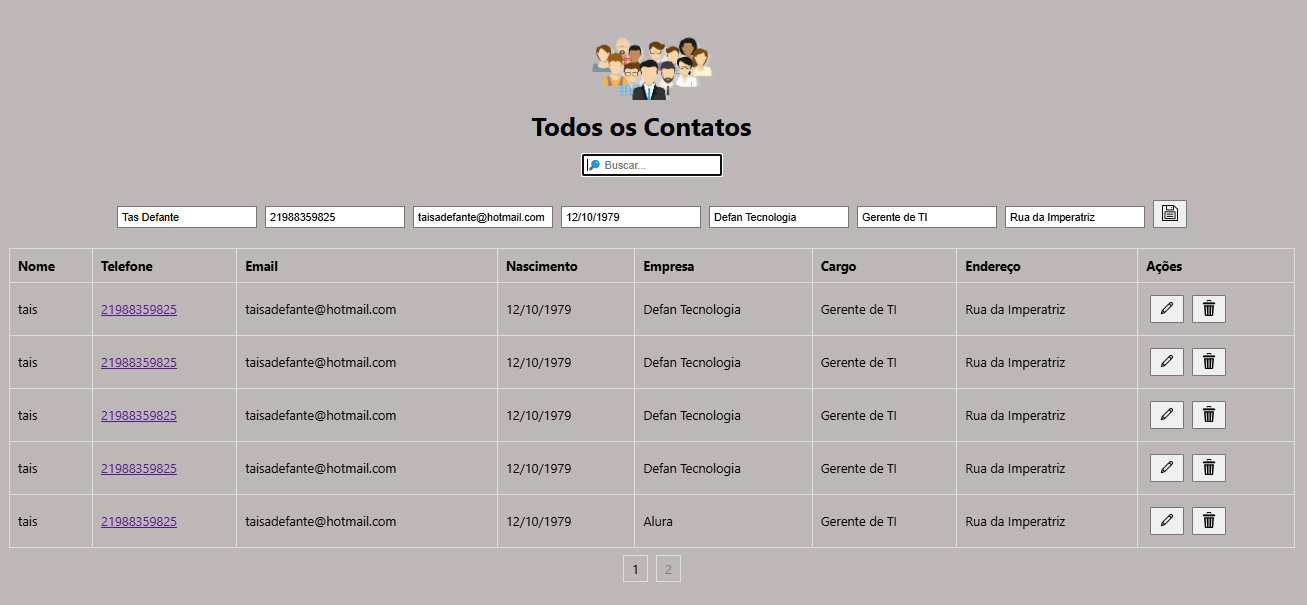 Todos os Contatos
Buscar...
Tas Defante 21988359825 taisadefante@hotmail.com 12/10/1979 Defan Tecnologia Gerente de TI Rua da Imperatriz
Nome Telefone Email Nascimento Empresa Cargo Endereço Ações
tais 21988359825 taisadefante@hotmail.com 12/10/1979 Defan Tecnologia Gerente de TI Rua da Imperatriz
tais 21988359825 taisadefante@hotmail.com 12/10/1979 Defan Tecnologia Gerente de TI Rua da Imperatriz
tais 21988359825 taisadefante@hotmail.com 12/10/1979 Defan Tecnologia Gerente de TI Rua da Imperatriz
tais 21988359825 taisadefante@hotmail.com 12/10/1979 Defan Tecnologia Gerente de TI Rua da Imperatriz
tais 21988359825 taisadefante@hotmail.com 12/10/1979 Alura Gerente de TI Rua da Imperatriz
1 2